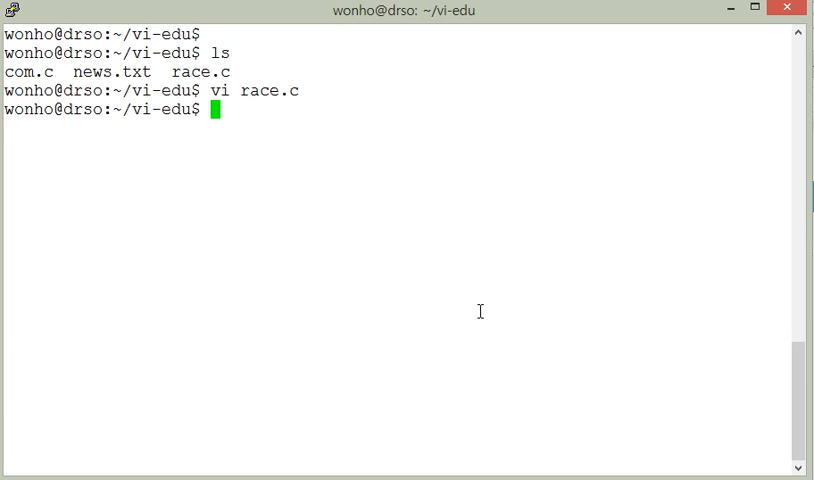 wonho@drso: ~/vi-edu
wonho@drso:~/vi-edu$
wonho@drso:~/vi-edu$ ls
com.c  news.txt  race.c
wonho@drso:~/vi-edu$ vi race.c
wonho@drso:~/vi-edu$